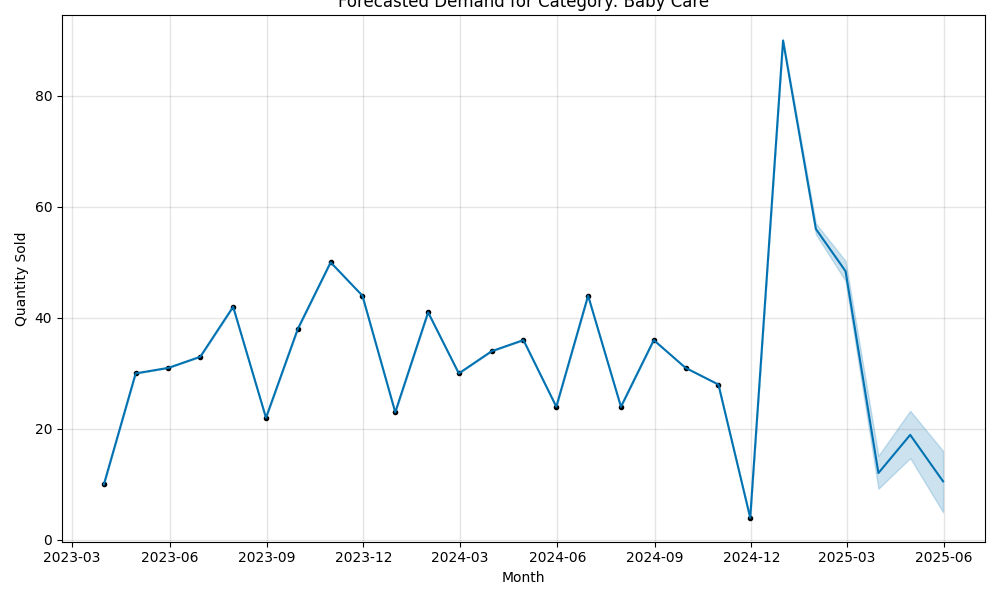 Forecasted Demand for Category: Baby Care
80
60
40
20
0
Quantity Sold
2023-03 2023-06 2023-09 2023-12 2024-03 2024-06 2024-09 2024-12 2025-03 2025-06
Month